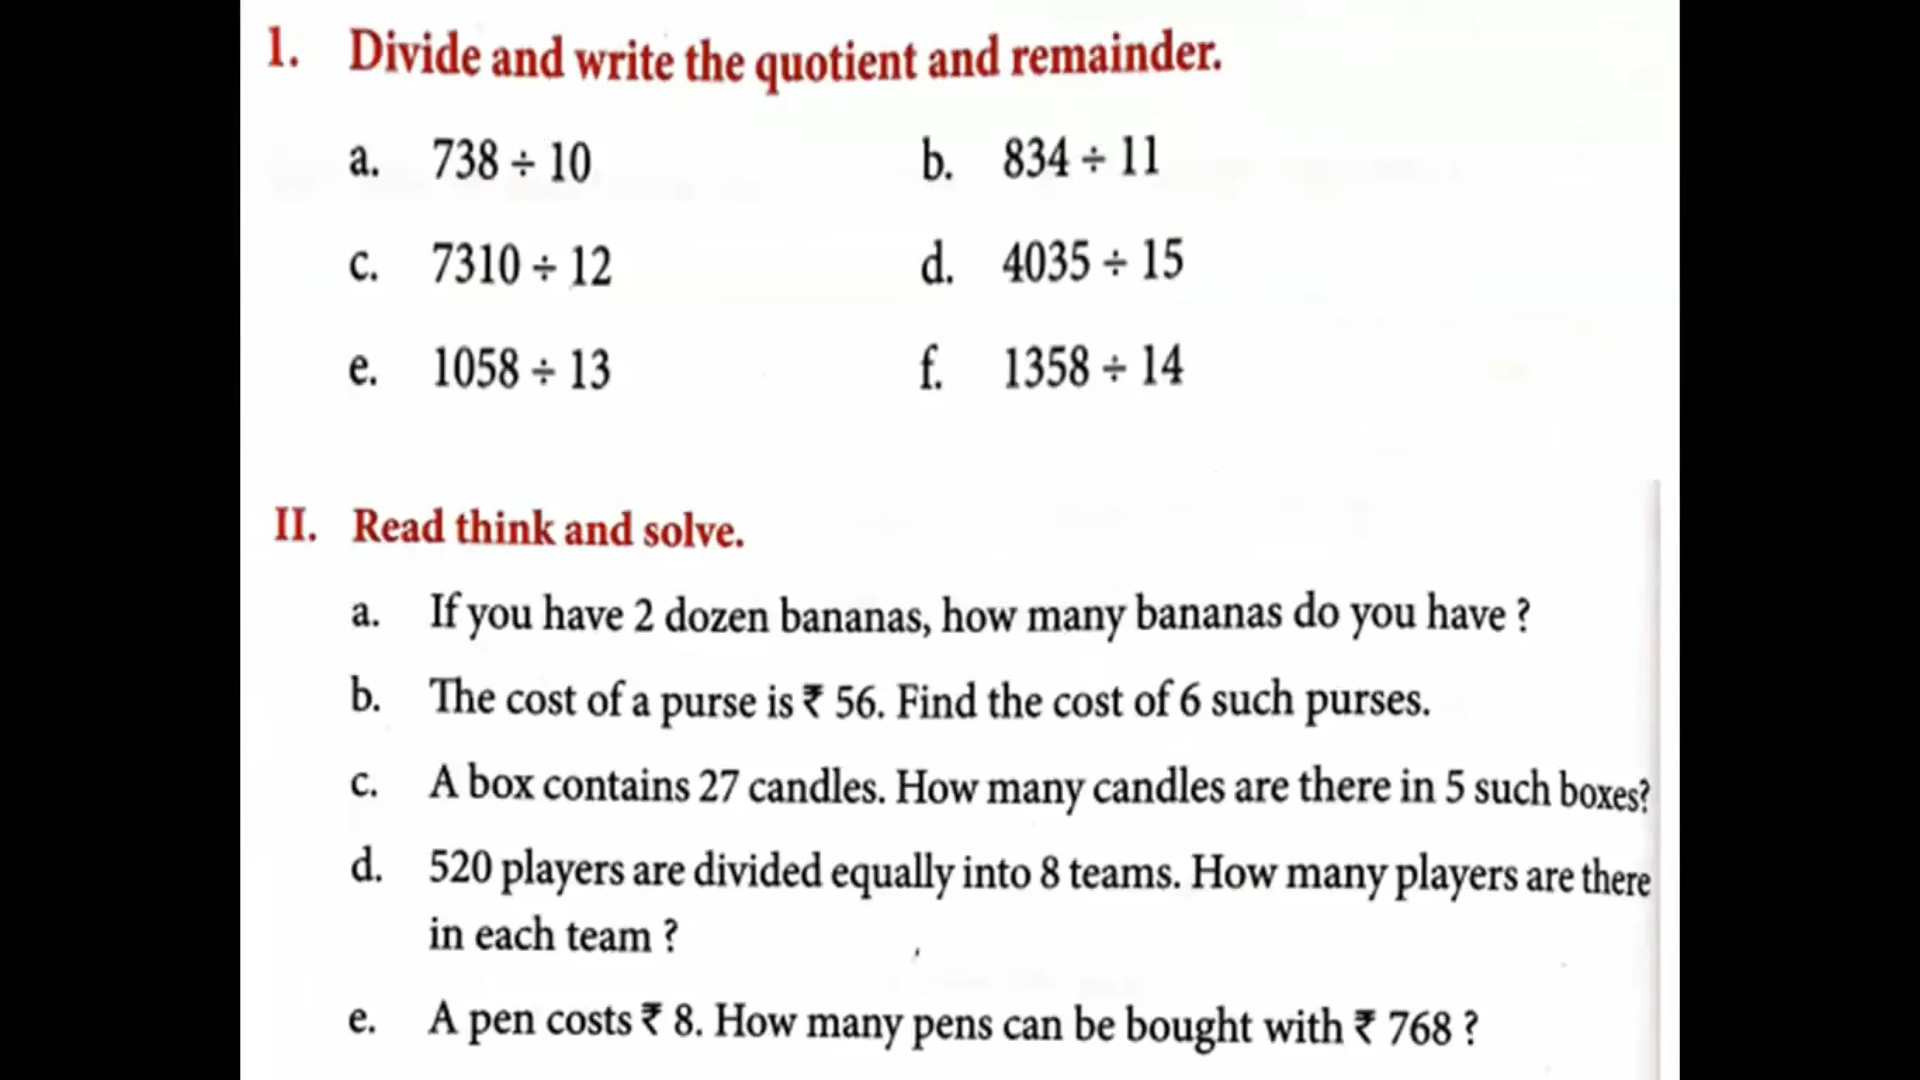 1. Divide and write the quotient and remainder.
a. 738 ÷ 10 b. 834 ÷ 11
c. 7310 ÷ 12 d. 4035 ÷ 15
e. 1058 ÷ 13 f. 1358 ÷ 14
II. Read think and solve.
a. If you have 2 dozen bananas, how many bananas do you have ?
b. The cost of a purse is ₹ 56. Find the cost of 6 such purses.
c. A box contains 27 candles. How many candles are there in 5 such boxes?
d. 520 players are divided equally into 8 teams. How many players are there
in each team ?
e. A pen costs ₹ 8. How many pens can be bought with ₹ 768 ?